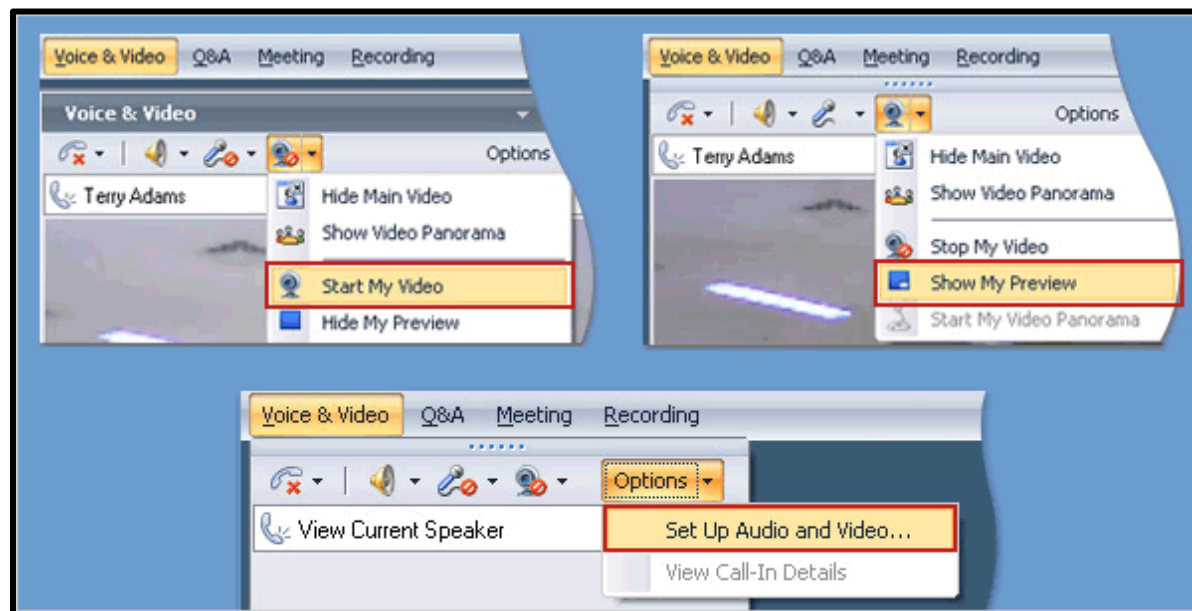 Voice & Video Q&A Meeting Recording
Voice & Video
Options
Terry Adams
Hide Main Video
Show Video Panorama
Start My Video
Hide My Preview
Voice & Video Q&A Meeting Recording
Options
Terry Adams
Hide Main Video
Show Video Panorama
Stop My Video
Show My Preview
Start My Video Panorama
Voice & Video Q&A Meeting Recording
Options
View Current Speaker
Set Up Audio and Video...
View Call-In Details